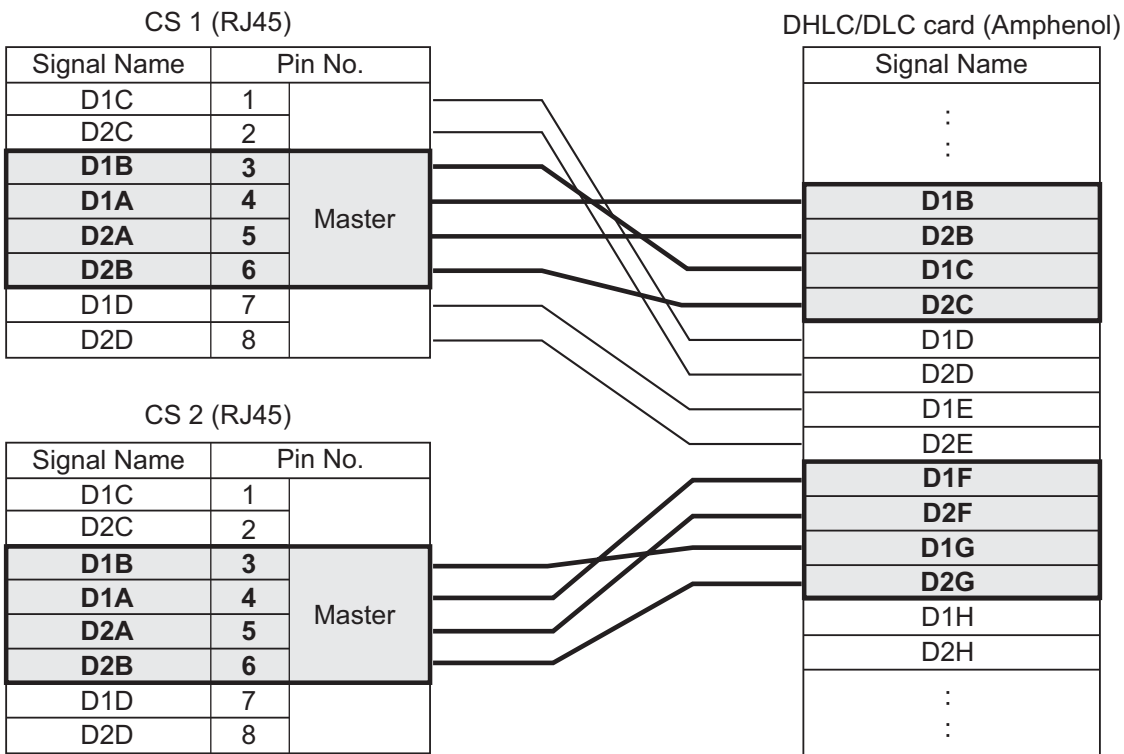 CS 1 (RJ45)
Signal Name Pin No.
D1C 1
D2C 2
D1B 3
D1A 4
D2A 5
D2B 6
Master
D1D 7
D2D 8
CS 2 (RJ45)
Signal Name Pin No.
D1C 1
D2C 2
D1B 3
D1A 4
D2A 5
D2B 6
Master
D1D 7
D2D 8
DHLC/DLC card (Amphenol)
Signal Name
:
:
D1B
D2B
D1C
D2C
D1D
D2D
D1E
D2E
D1F
D2F
D1G
D2G
D1H
D2H
:
: